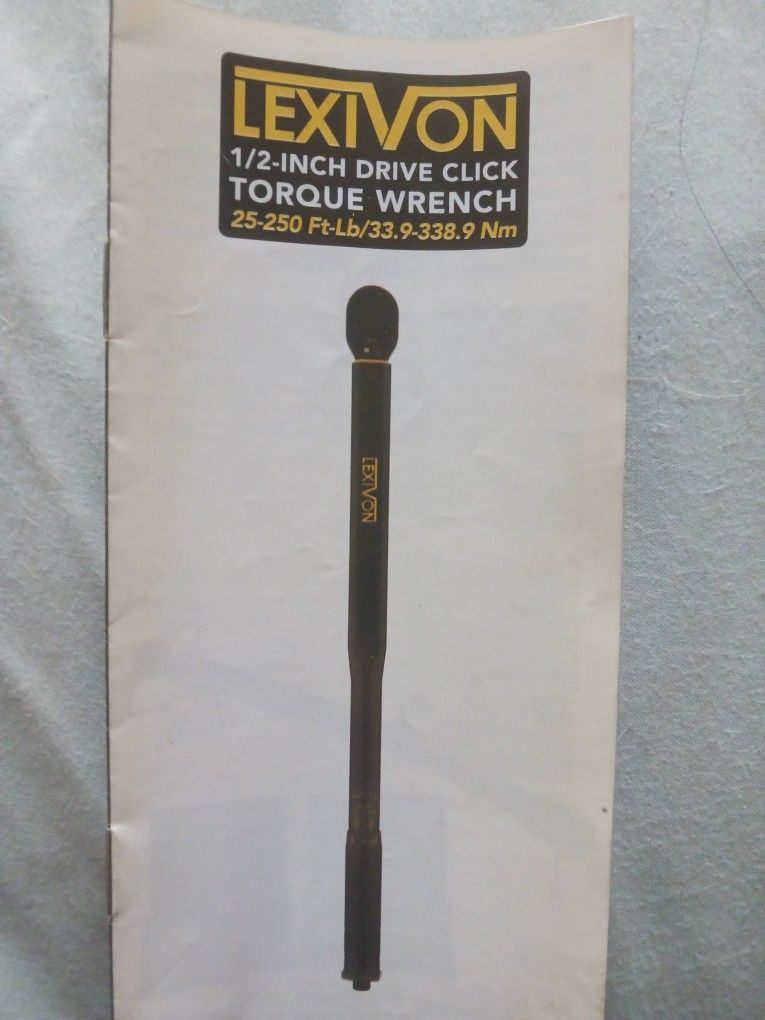 LEXIVON
1/2-INCH DRIVE CLICK
TORQUE WRENCH
25-250 Ft-Lb/33.9-338.9 Nm
LEXIVON